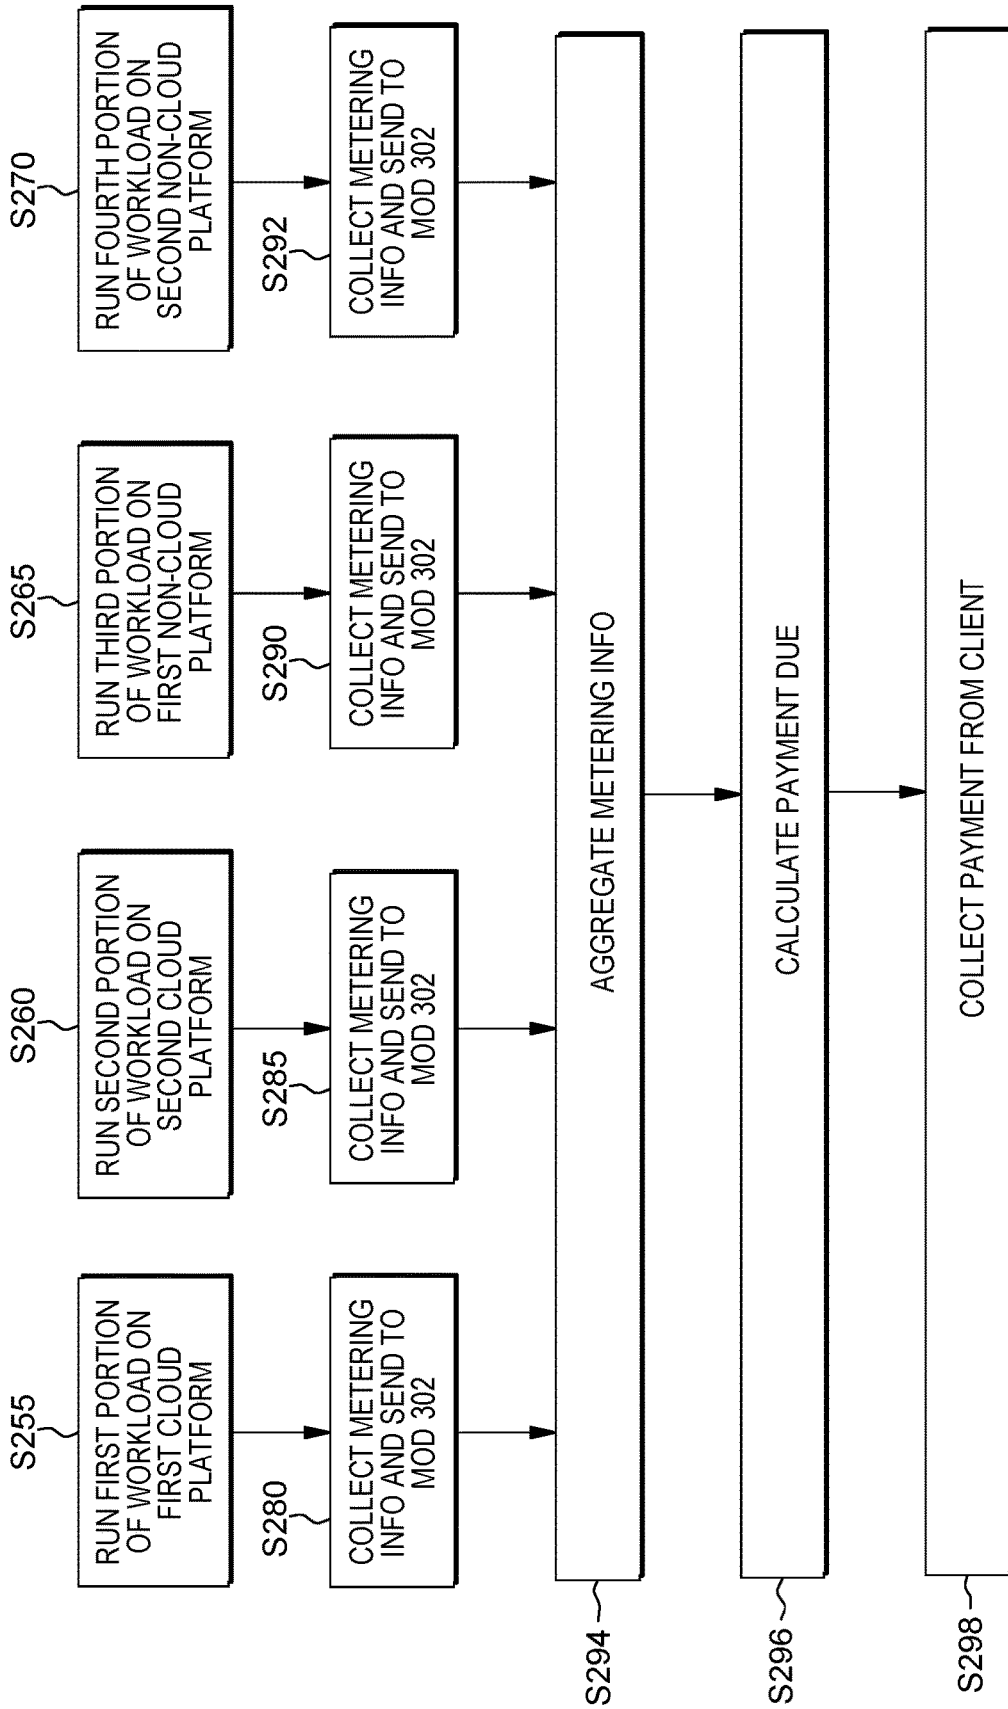 S255
RUN FIRST PORTION
OF WORKLOAD ON
FIRST CLOUD
PLATFORM
S260
RUN SECOND PORTION
OF WORKLOAD ON
SECOND CLOUD
PLATFORM
S265
RUN THIRD PORTION
OF WORKLOAD ON
FIRST NON-CLOUD
PLATFORM
S270
RUN FOURTH PORTION
OF WORKLOAD ON
SECOND NON-CLOUD
PLATFORM
S280
COLLECT METERING
INFO AND SEND TO
MOD 302
S285
COLLECT METERING
INFO AND SEND TO
MOD 302
S290
COLLECT METERING
INFO AND SEND TO
MOD 302
S292
COLLECT METERING
INFO AND SEND TO
MOD 302
S294
AGGREGATE METERING INFO
S296
CALCULATE PAYMENT DUE
S298
COLLECT PAYMENT FROM CLIENT